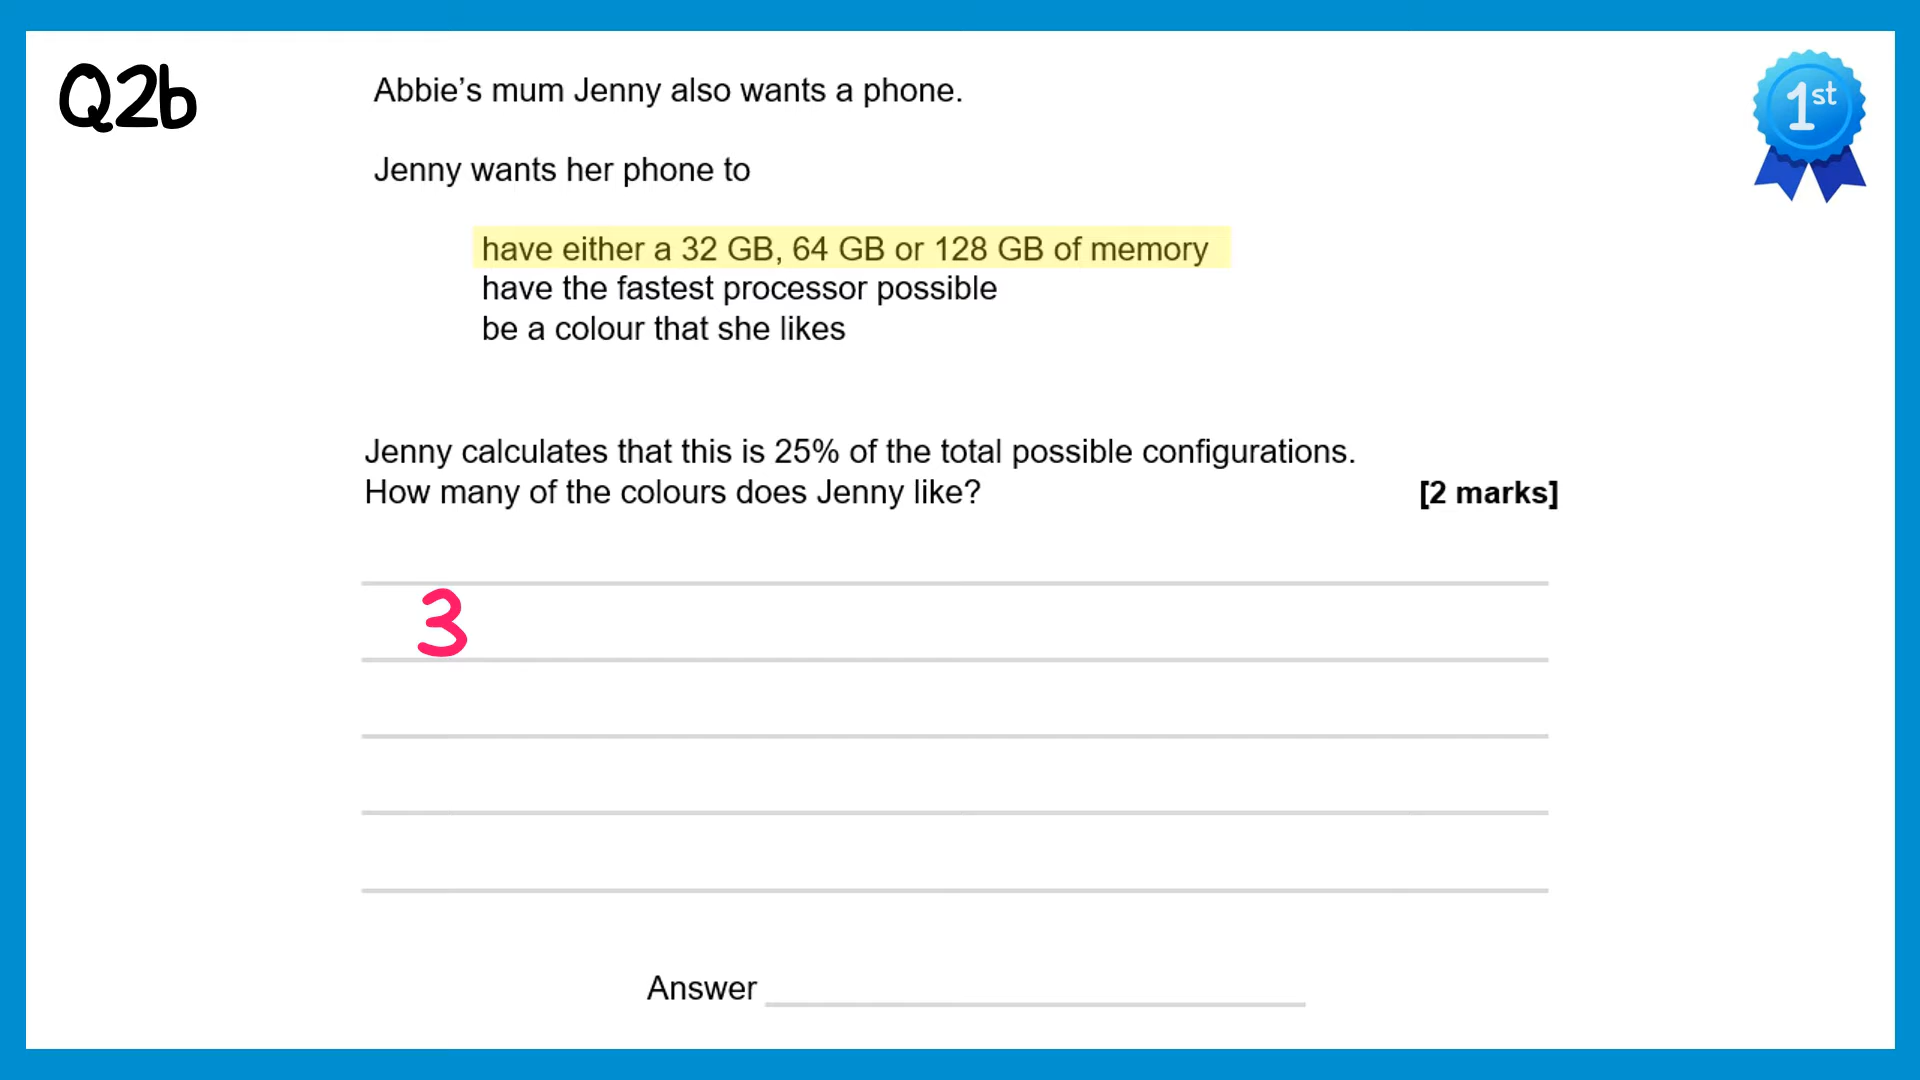 Q2b
1st
Abbie’s mum Jenny also wants a phone.
Jenny wants her phone to
have either a 32 GB, 64 GB or 128 GB of memory
have the fastest processor possible
be a colour that she likes
Jenny calculates that this is 25% of the total possible configurations.
How many of the colours does Jenny like?
[2 marks]
3
Answer